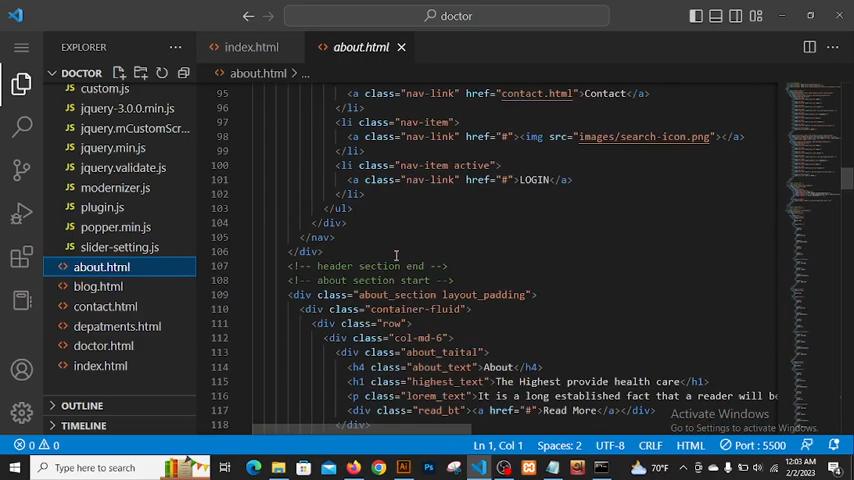 doctor
EXPLORER
index.html
about.html
DOCTOR
about.html > ...
custom.js
jquery-3.0.0.min.js
jquery.mCustomScr...
jquery.min.js
jquery.validate.js
modernizer.js
plugin.js
popper.min.js
slider-setting.js
about.html
blog.html
contact.html
depatments.html
doctor.html
index.html
OUTLINE
TIMELINE
95 <a class="nav-link" href="contact.html">Contact</a>
96 </li>
97 <li class="nav-item">
98 <a class="nav-link" href="#"><img src="images/search-icon.png"></a>
99 </li>
100 <li class="nav-item active">
101 <a class="nav-link" href="#">LOGIN</a>
102 </li>
103 </ul>
104 </div>
105 </nav>
106 </div>
107 <!-- header section end -->
108 <!-- about section start -->
109 <div class="about_section layout_padding">
110 <div class="container-fluid">
111 <div class="row">
112 <div class="col-md-6">
113 <div class="about_taital">
114 <h4 class="about_text">About</h4>
115 <h1 class="highest_text">The Highest provide health care</h1>
116 <p class="lorem_text">It is a long established fact that a reader will be
117 <div class="read_bt"><a href="#">Read More</a></div>
118 </div>
Activate Windows
Go to Settings to activate Windows.
0 0
Ln 1, Col 1
Spaces: 2
UTF-8
CRLF
HTML
Port : 5500
Type here to search
70°F
12:03 AM
2/2/2023